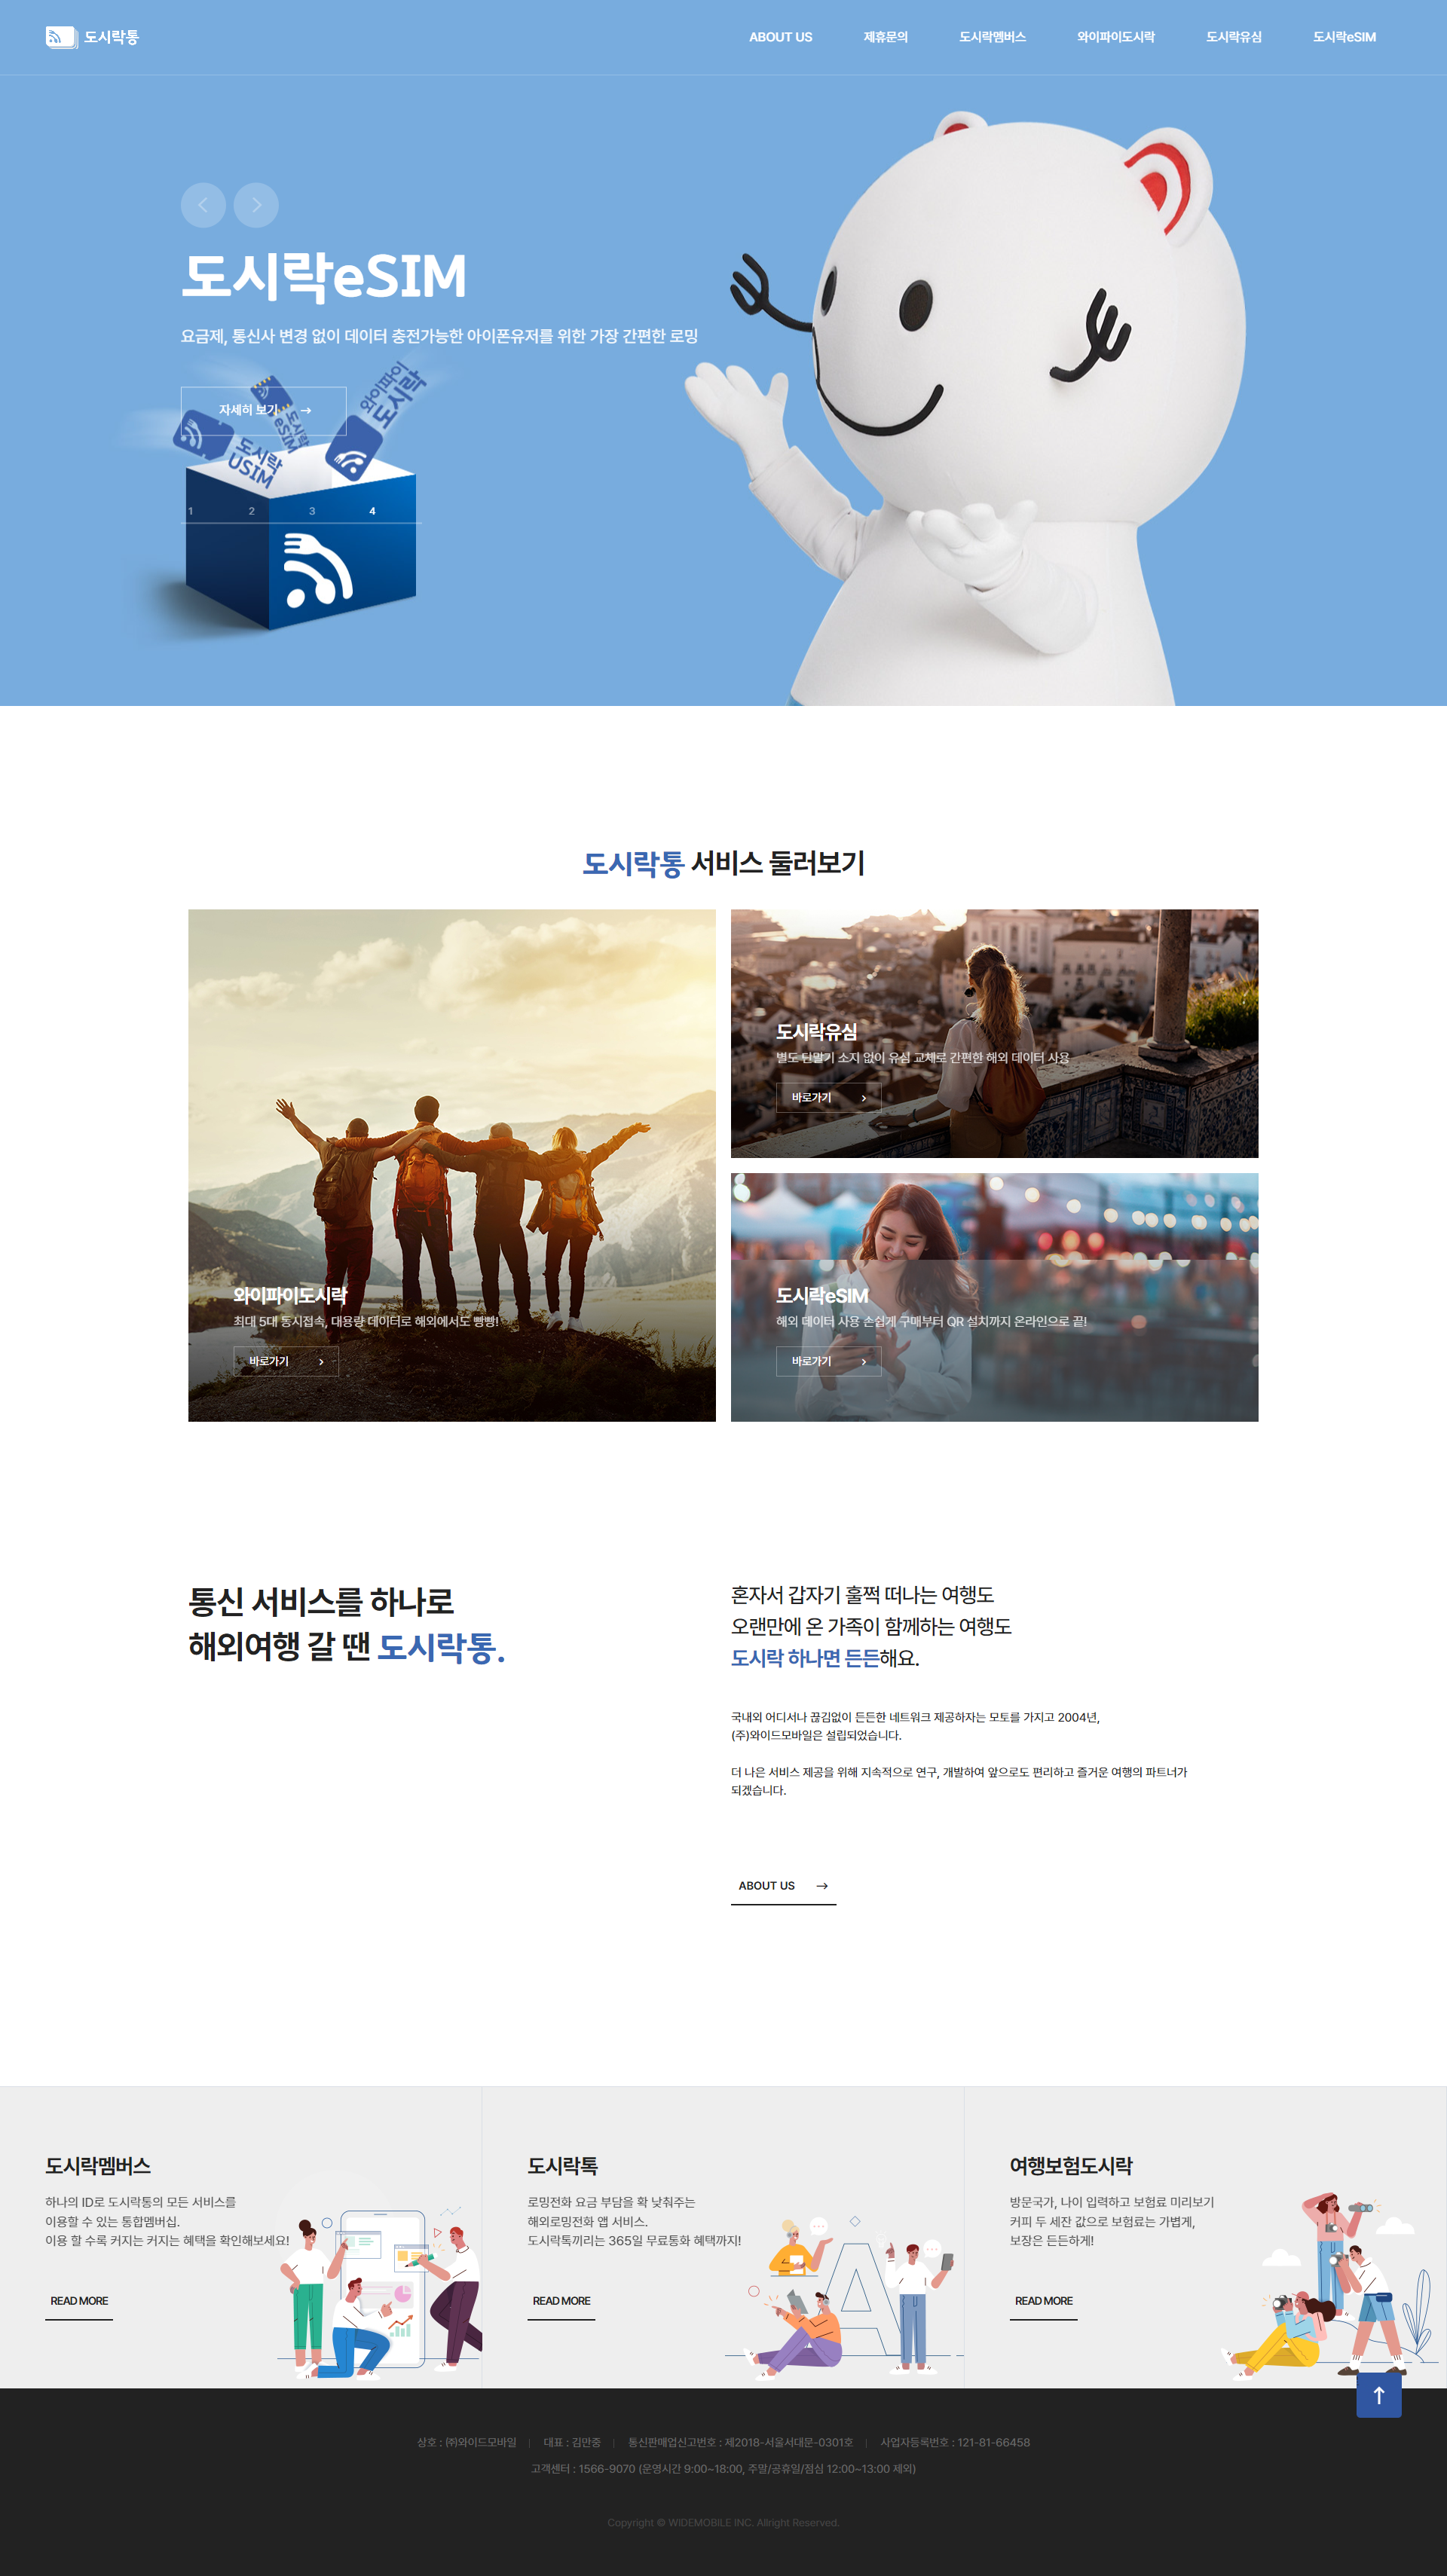 도시락통
ABOUT US
제휴문의
도시락멤버스
와이파이도시락
도시락유심
도시락eSIM
도시락eSIM
요금제, 통신사 변경 없이 데이터 충전가능한 아이폰유저를 위한 가장 간편한 로밍
자세히 보기
와이파이
도시락
도시락
eSIM
도시락
USIM
1 2 3 4
도시락통 서비스 둘러보기
와이파이도시락
최대 5대 동시접속, 대용량 데이터로 해외에서도 빵빵!
바로가기
도시락유심
별도 단말기 소지 없이 유심 교체로 간편한 해외 데이터 사용
바로가기
도시락eSIM
해외 데이터 사용 손쉽게 구매부터 QR 설치까지 온라인으로 끝!
바로가기
통신 서비스를 하나로
해외여행 갈 땐 도시락통.
혼자서 갑자기 훌쩍 떠나는 여행도
오랜만에 온 가족이 함께하는 여행도
도시락 하나면 든든해요.
국내외 어디서나 끊김없이 든든한 네트워크 제공하자는 모토를 가지고 2004년,
(주)와이드모바일은 설립되었습니다.
더 나은 서비스 제공을 위해 지속적으로 연구, 개발하여 앞으로도 편리하고 즐거운 여행의 파트너가
되겠습니다.
ABOUT US
도시락멤버스
하나의 ID로 도시락통의 모든 서비스를
이용할 수 있는 통합멤버십.
이용 할 수록 커지는 커지는 혜택을 확인해보세요!
READ MORE
도시락톡
로밍전화 요금 부담을 확 낮춰주는
해외로밍전화 앱 서비스.
도시락톡끼리는 365일 무료통화 혜택까지!
READ MORE
여행보험도시락
방문국가, 나이 입력하고 보험료 미리보기
커피 두 세잔 값으로 보험료는 가볍게,
보장은 든든하게!
READ MORE
상호 : ㈜와이드모바일 | 대표 : 김만중 | 통신판매업신고번호 : 제2018-서울서대문-0301호 | 사업자등록번호 : 121-81-66458
고객센터 : 1566-9070 (운영시간 9:00~18:00, 주말/공휴일/점심 12:00~13:00 제외)
Copyright © WIDEMOBILE INC. Allright Reserved.